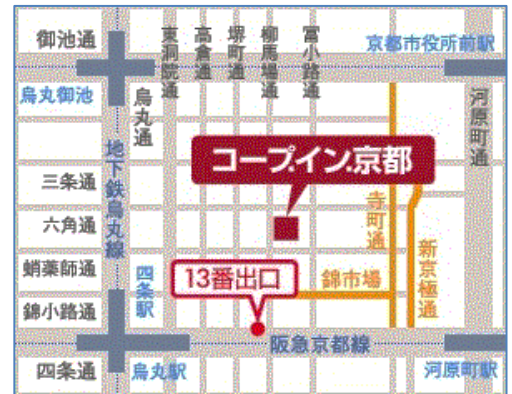 御池通
東洞院通
高倉通
堺町通
柳馬場通
冨小路通
京都市役所前駅
烏丸御池
烏丸通
河原町通
地下鉄烏丸線
コープ.イン.京都
三条通
六角通
寺町通
新京極通
蛸薬師通
四条駅
13番出口
錦市場
錦小路通
阪急京都線
四条通
烏丸駅
河原町駅